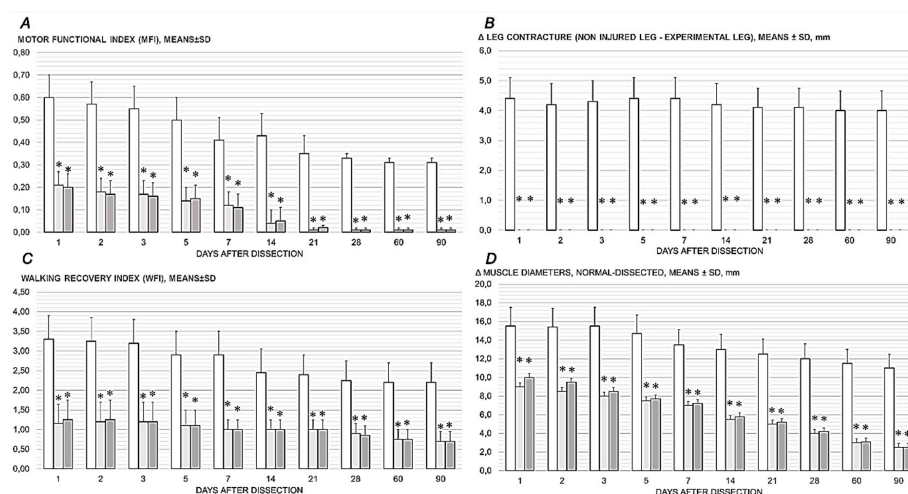 A
MOTOR FUNCTIONAL INDEX (MFI), MEANS±SD
0,80
0,70
0,60
0,50
0,40
0,30
0,20
0,10
0,00
* * * * * * * * * * * * * * * * * * * *
1 2 3 5 7 14 21 28 60 90
DAYS AFTER DISSECTION
B
Δ LEG CONTRACTURE (NON INJURED LEG - EXPERIMENTAL LEG), MEANS ± SD, mm
6,0
5,0
4,0
3,0
2,0
1,0
0,0
* * * * * * * * * * * * * * * * * * * *
1 2 3 5 7 14 21 28 60 90
DAYS AFTER DISSECTION
C
WALKING RECOVERY INDEX (WFI), MEANS±SD
4,50
4,00
3,50
3,00
2,50
2,00
1,50
1,00
0,50
0,00
* * * * * * * * * * * * * * * * * * * *
1 2 3 5 7 14 21 28 60 90
DAYS AFTER DISSECTION
D
Δ MUSCLE DIAMETERS, NORMAL-DISSECTED, MEANS ± SD, mm
20,0
18,0
16,0
14,0
12,0
10,0
8,0
6,0
4,0
2,0
0,0
* * * * * * * * * * * * * * * * * * * *
1 2 3 5 7 14 21 28 60 90
DAYS AFTER DISSECTION